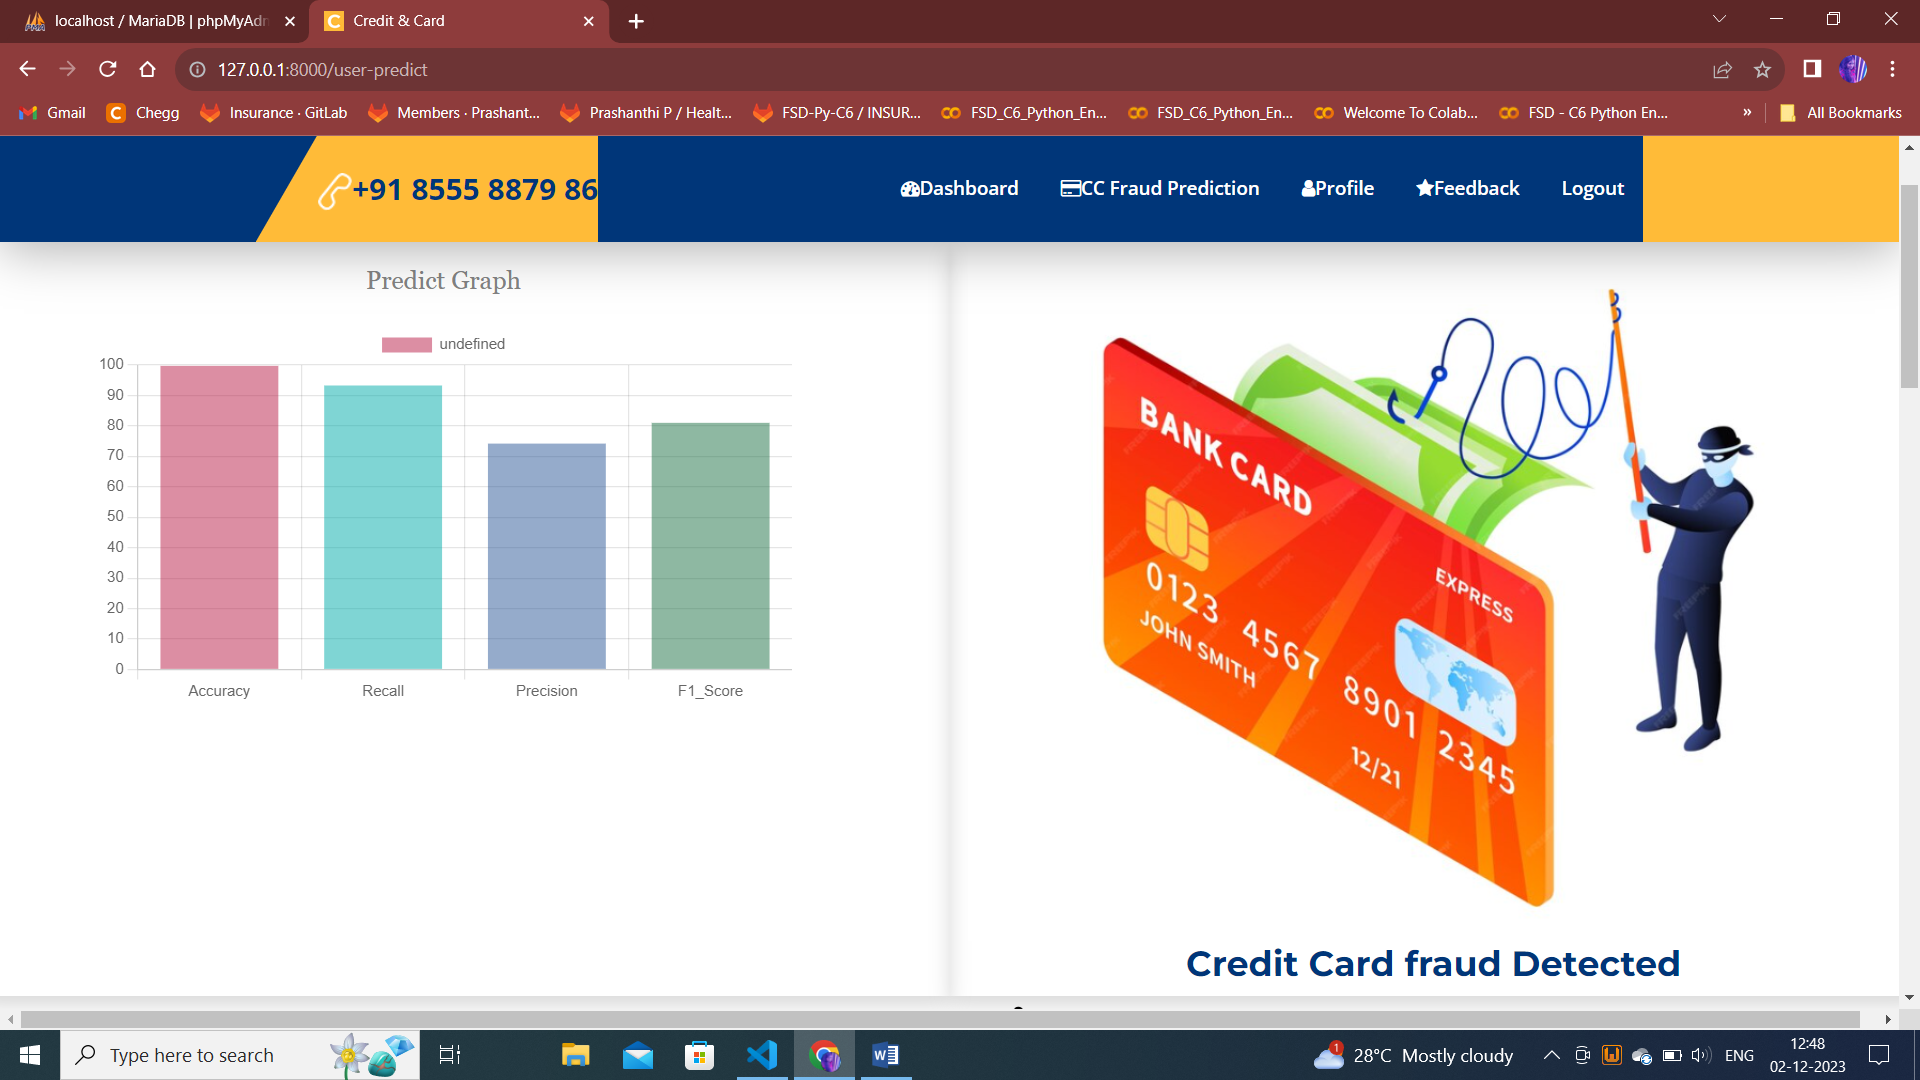 localhost / MariaDB | phpMyAdn
Credit & Card
127.0.0.1:8000/user-predict
Gmail
Chegg
Insurance · GitLab
Members · Prashant...
Prashanthi P / Healt...
FSD-Py-C6 / INSUR...
FSD_C6_Python_En...
FSD_C6_Python_En...
Welcome To Colab...
FSD - C6 Python En...
»
All Bookmarks
+91 8555 8879 86
Dashboard
CC Fraud Prediction
Profile
Feedback
Logout
Predict Graph
undefined
100
90
80
70
60
50
40
30
20
10
0
Accuracy
Recall
Precision
F1_Score
BANK CARD
EXPRESS
0123 4567 8901 2345
JOHN SMITH
12/21
Credit Card fraud Detected
Type here to search
1
28°C Mostly cloudy
ENG
12:48
02-12-2023